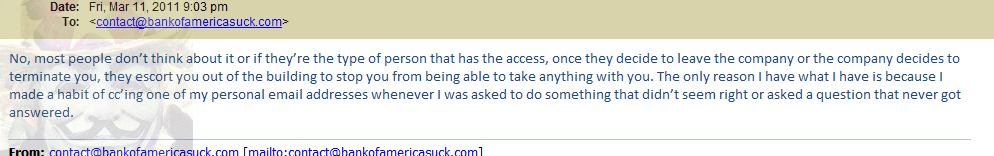 Date: Fri, Mar 11, 2011 9:03 pm
To: <contact@bankofamericasuck.com>
No, most people don’t think about it or if they’re the type of person that has the access, once they decide to leave the company or the company decides to
terminate you, they escort you out of the building to stop you from being able to take anything with you. The only reason I have what I have is because I
made a habit of cc’ing one of my personal email addresses whenever I was asked to do something that didn’t seem right or asked a question that never got
answered.
From: contact@bankofamericasuck.com [mailto:contact@bankofamericasuck.com]